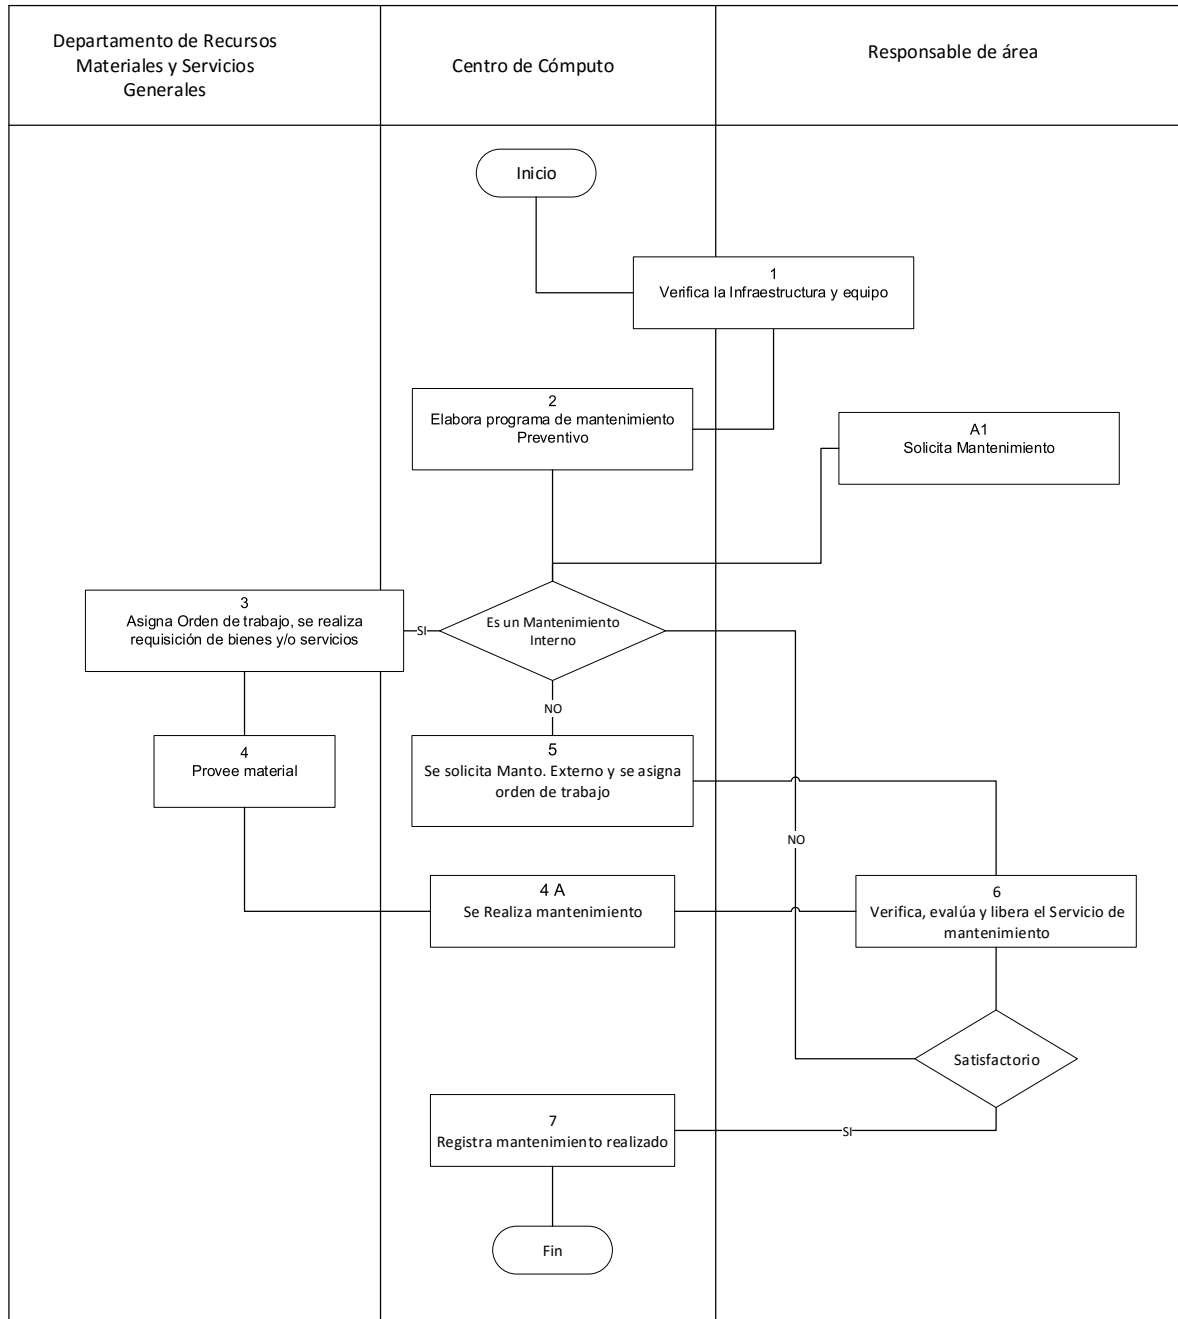 Departamento de Recursos
Materiales y Servicios
Generales
Centro de Cómputo
Responsable de área
Inicio
1
Verifica la Infraestructura y equipo
2
Elabora programa de mantenimiento
Preventivo
A1
Solicita Mantenimiento
3
Asigna Orden de trabajo, se realiza
requisición de bienes y/o servicios
SI
Es un Mantenimiento
Interno
NO
4
Provee material
5
Se solicita Manto. Externo y se asigna
orden de trabajo
NO
4 A
Se Realiza mantenimiento
6
Verifica, evalúa y libera el Servicio de
mantenimiento
Satisfactorio
7
Registra mantenimiento realizado
SI
Fin